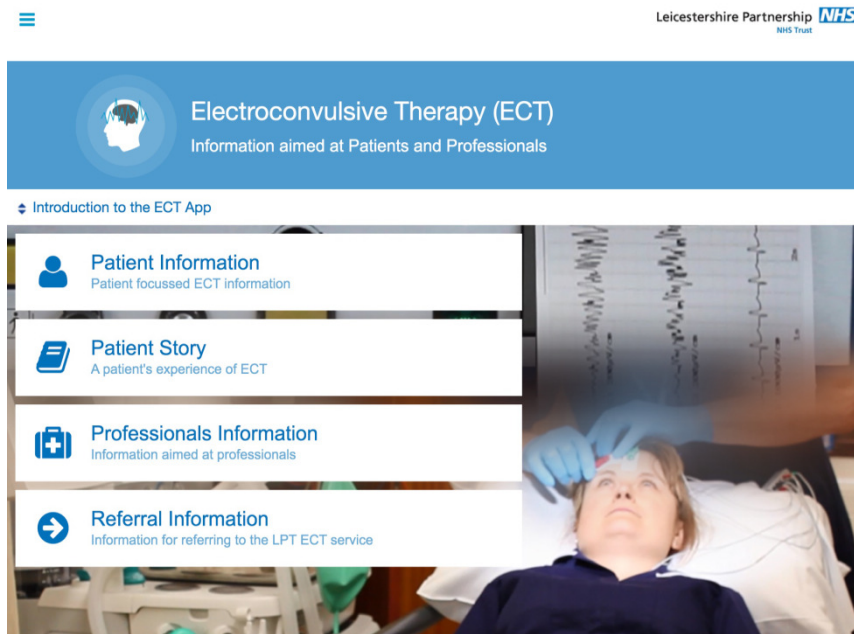 Leicestershire Partnership NHS
NHS Trust
Electroconvulsive Therapy (ECT)
Information aimed at Patients and Professionals
Introduction to the ECT App
Patient Information
Patient focussed ECT information
Patient Story
A patient's experience of ECT
Professionals Information
Information aimed at professionals
Referral Information
Information for referring to the LPT ECT service